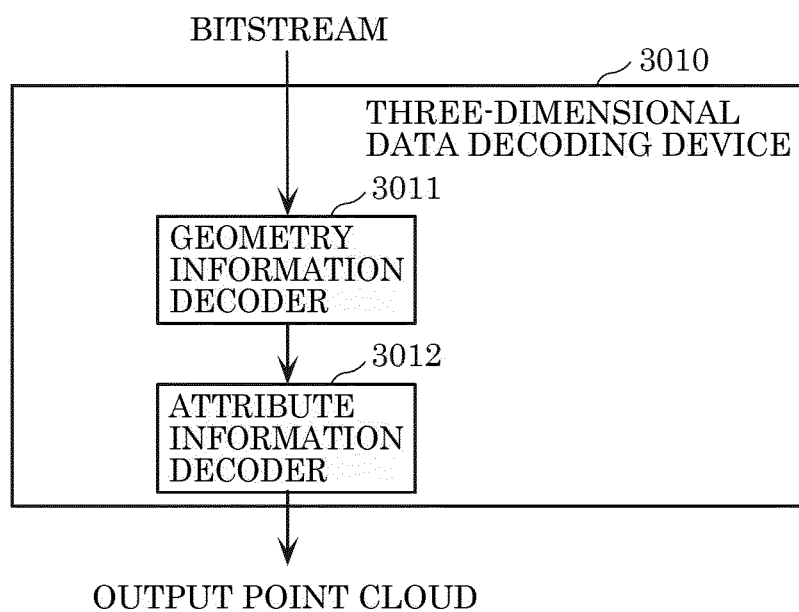 BITSTREAM
3010
THREE-DIMENSIONAL
DATA DECODING DEVICE
3011
GEOMETRY
INFORMATION
DECODER
3012
ATTRIBUTE
INFORMATION
DECODER
OUTPUT POINT CLOUD